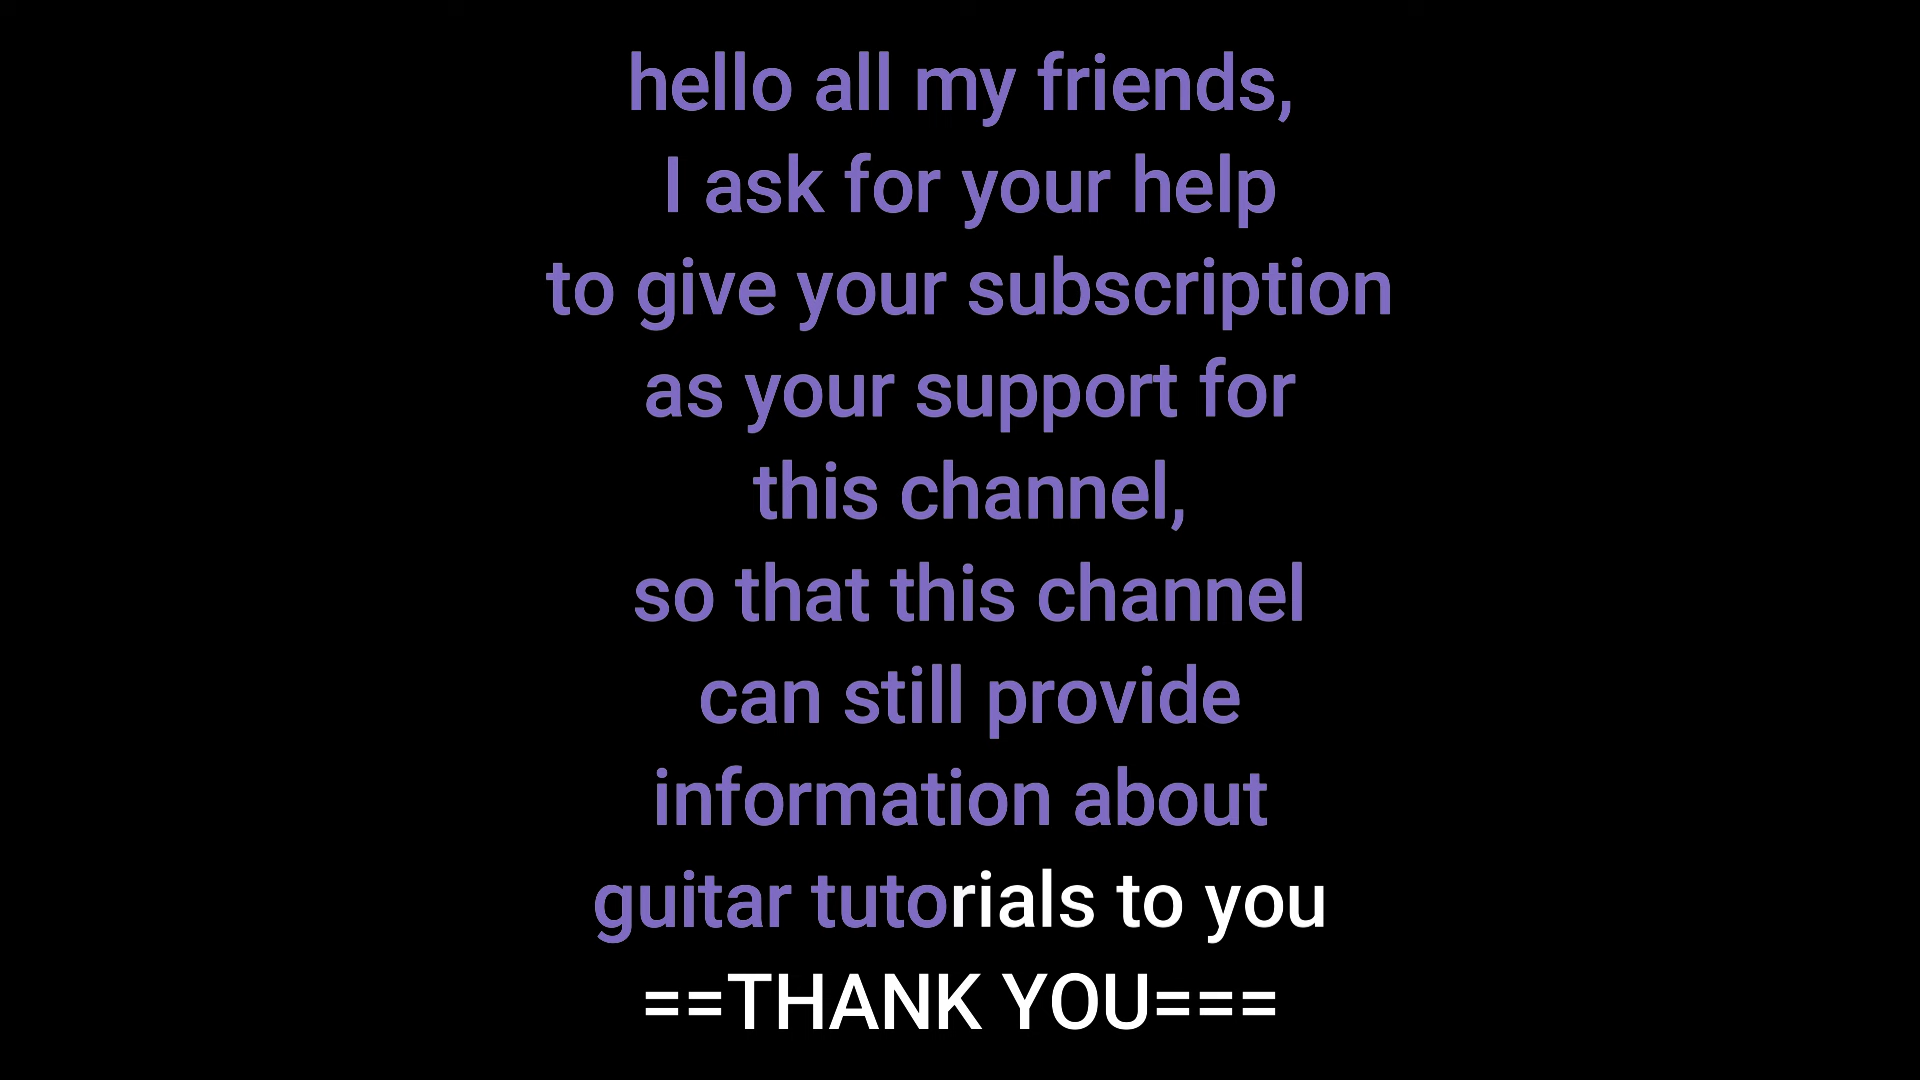 hello all my friends,
I ask for your help
to give your subscription
as your support for
this channel,
so that this channel
can still provide
information about
guitar tutorials to you
==THANK YOU===